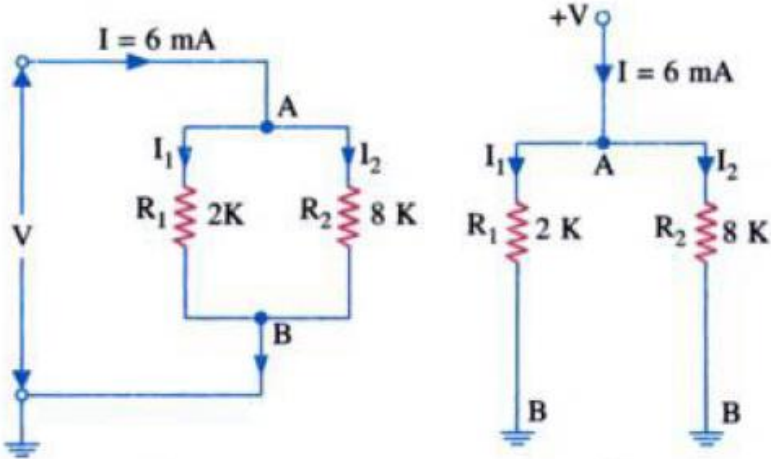 I = 6 mA
A
I₁
I₂
R₁
2K
R₂
8 K
V
B
+V
I = 6 mA
I₁
A
I₂
R₁
2 K
R₂
8 K
B
B